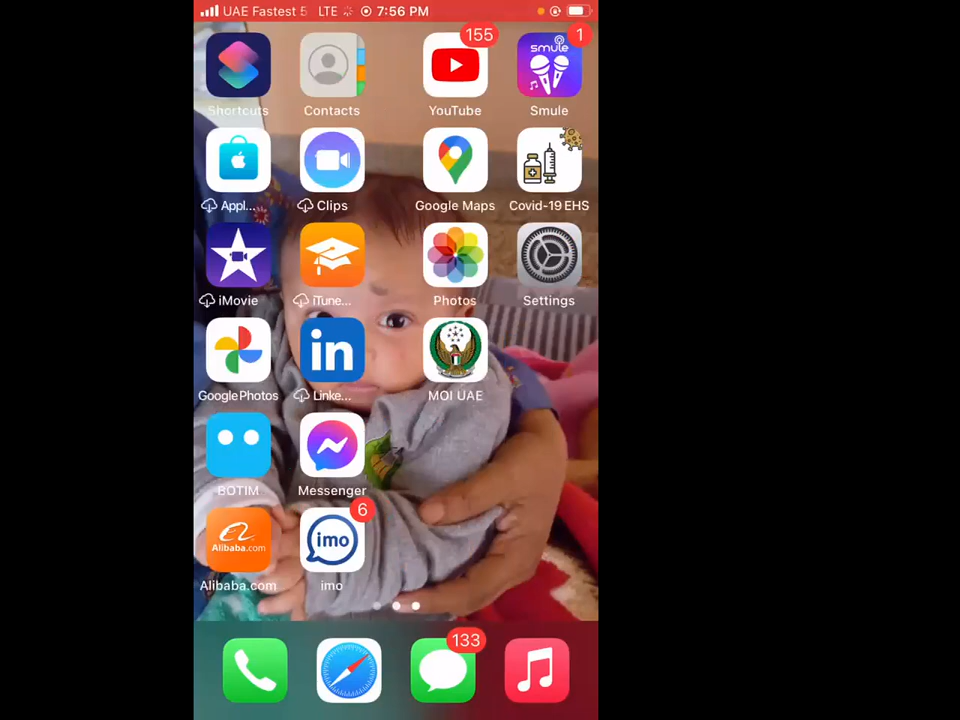 UAE Fastest 5 LTE 7:56 PM
155 1
smule
Shortcuts Contacts YouTube Smule
Appl... Clips Google Maps Covid-19 EHS
iMovie iTune... Photos Settings
in
Google Photos Linke... MOI UAE
BOTIM Messenger
6
Alibaba.com imo
Alibaba.com imo
133